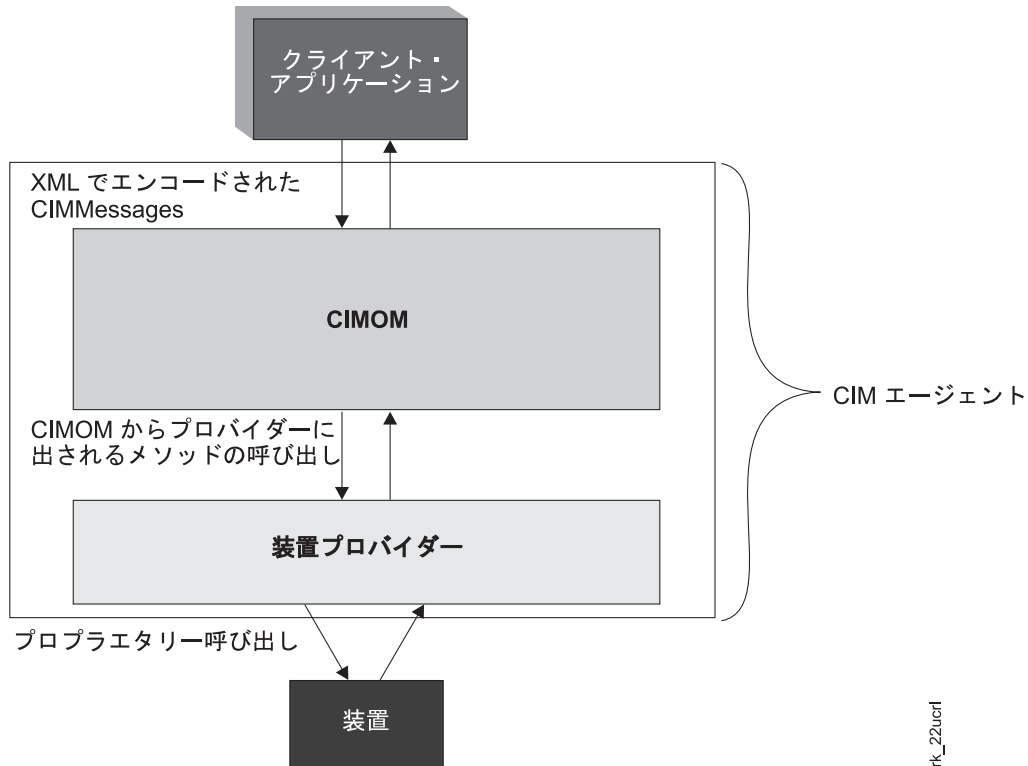 クライアント・
アプリケーション
XML でエンコードされた
CIMMessages
CIMOM
CIM エージェント
CIMOM からプロバイダーに
出されるメソッドの呼び出し
装置プロバイダー
プロプラエタリー呼び出し
装置
rk_22ucrl